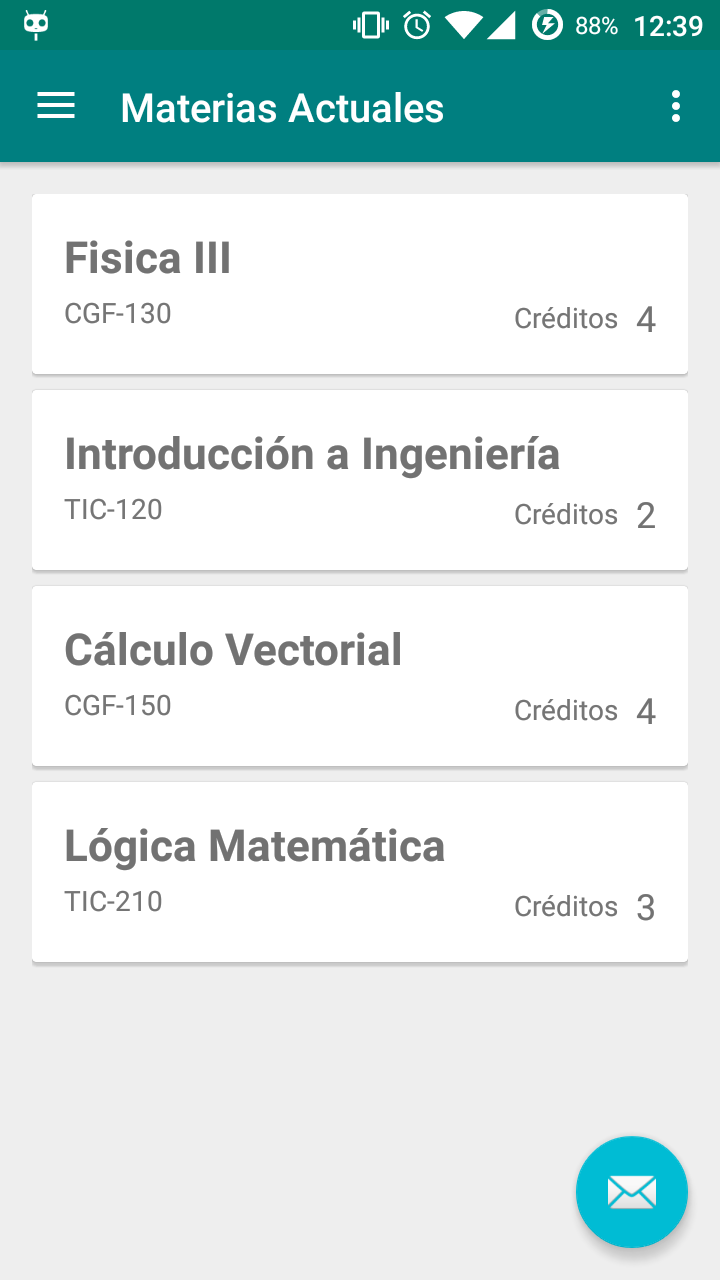 88% 12:39
Materias Actuales
Fisica III
CGF-130
Créditos 4
Introducción a Ingeniería
TIC-120
Créditos 2
Cálculo Vectorial
CGF-150
Créditos 4
Lógica Matemática
TIC-210
Créditos 3